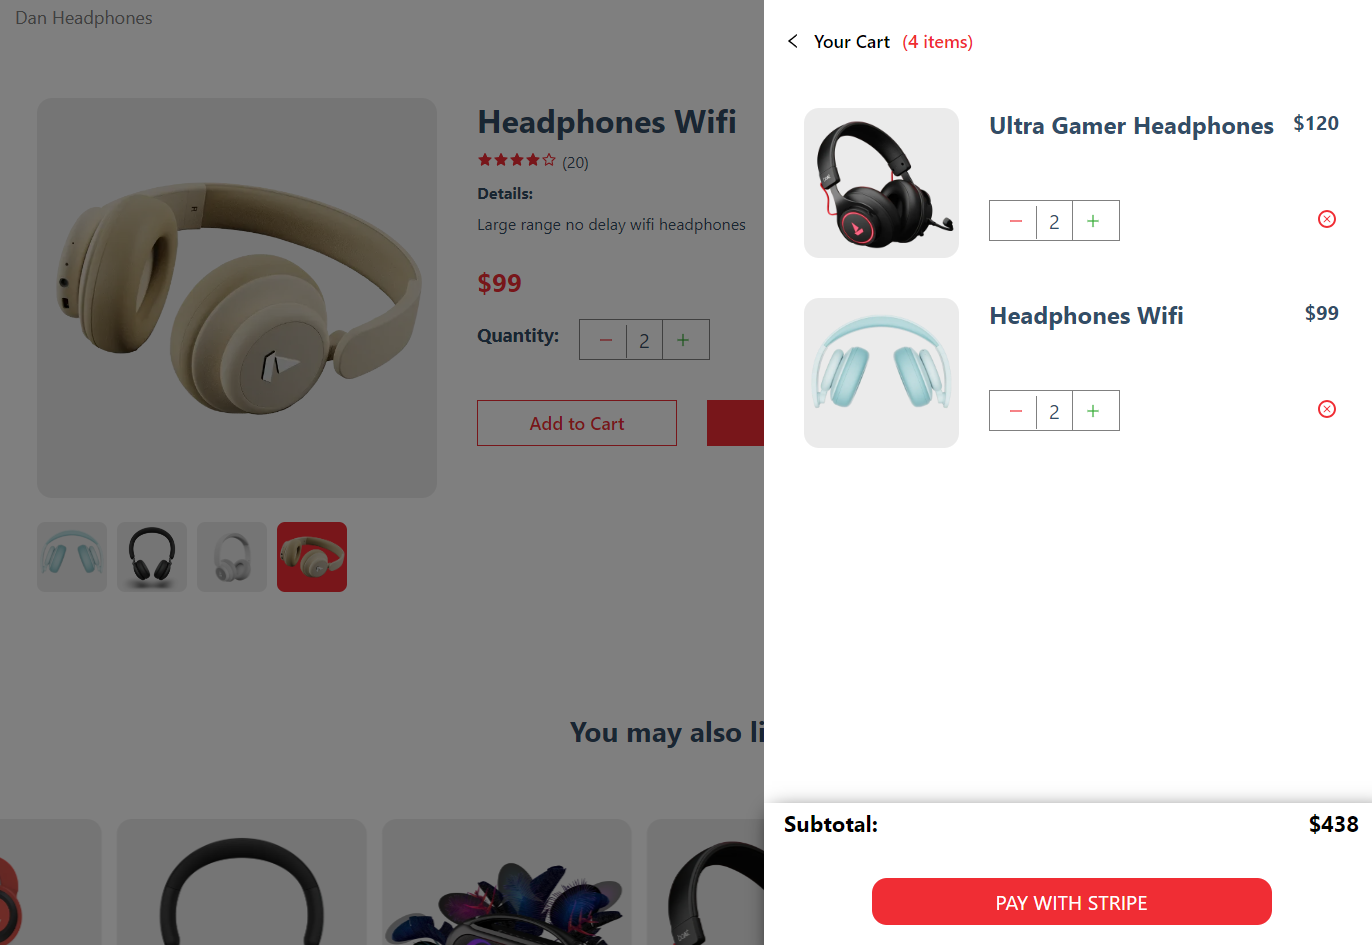 Dan Headphones
Headphones Wifi
(20)
Details:
Large range no delay wifi headphones
$99
Quantity:
2
Add to Cart
You may also li
Your Cart (4 items)
Ultra Gamer Headphones $120
2
Headphones Wifi $99
2
Subtotal: $438
PAY WITH STRIPE